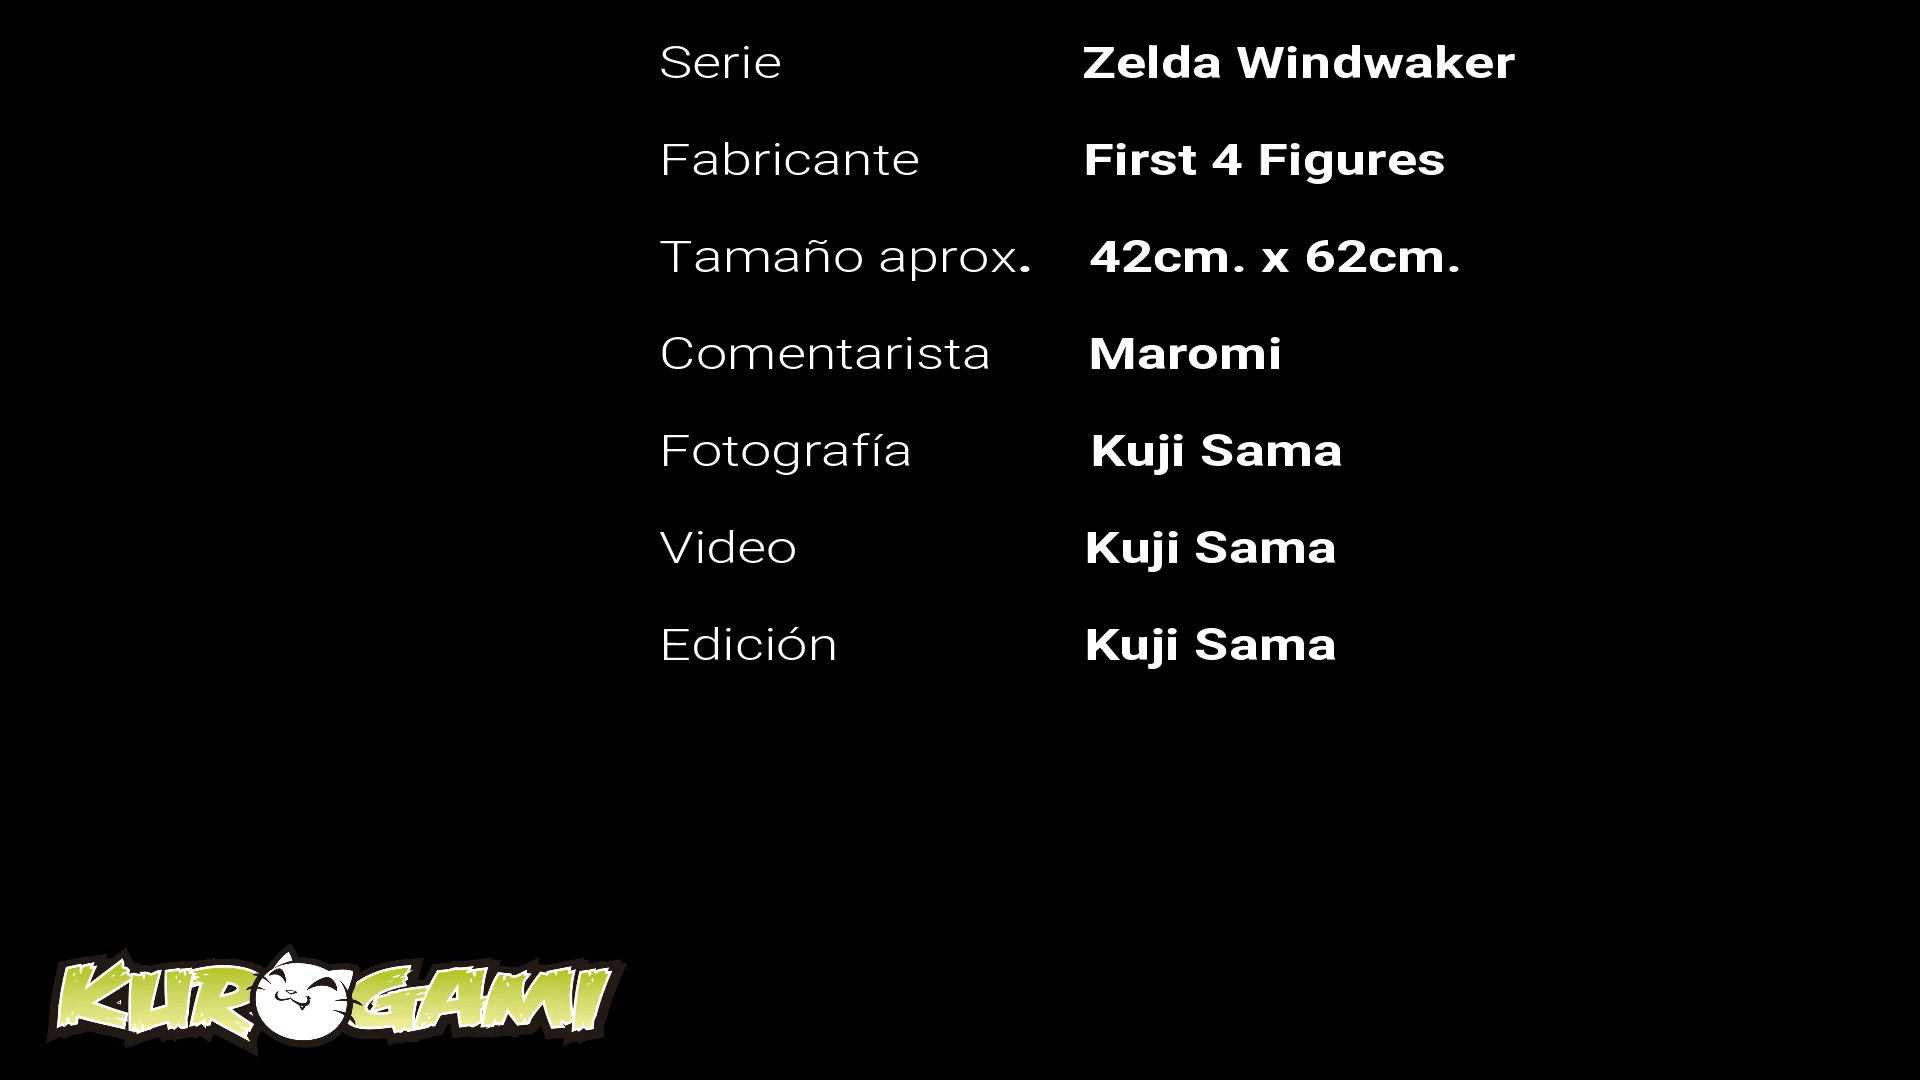 Serie Zelda Windwaker
Fabricante First 4 Figures
Tamaño aprox. 42cm. x 62cm.
Comentarista Maromi
Fotografía Kuji Sama
Video Kuji Sama
Edición Kuji Sama
KUROGAMI